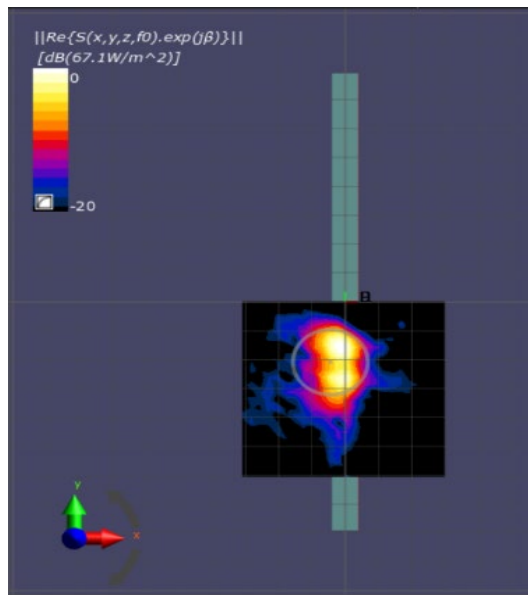 ||Re{S(x,y,z,f0).exp(jβ)}||
[dB(67.1W/m^2)]
0
-20
Y
X